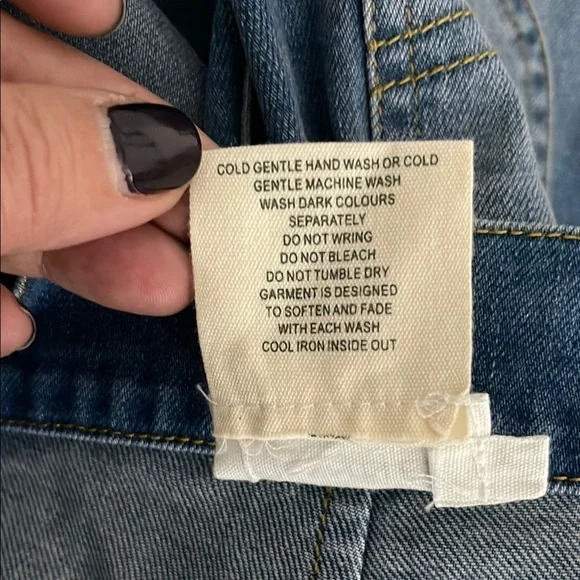 COLD GENTLE HAND WASH OR COLD
GENTLE MACHINE WASH
WASH DARK COLOURS
SEPARATELY
DO NOT WRING
DO NOT BLEACH
DO NOT TUMBLE DRY
GARMENT IS DESIGNED
TO SOFTEN AND FADE
WITH EACH WASH
COOL IRON INSIDE OUT